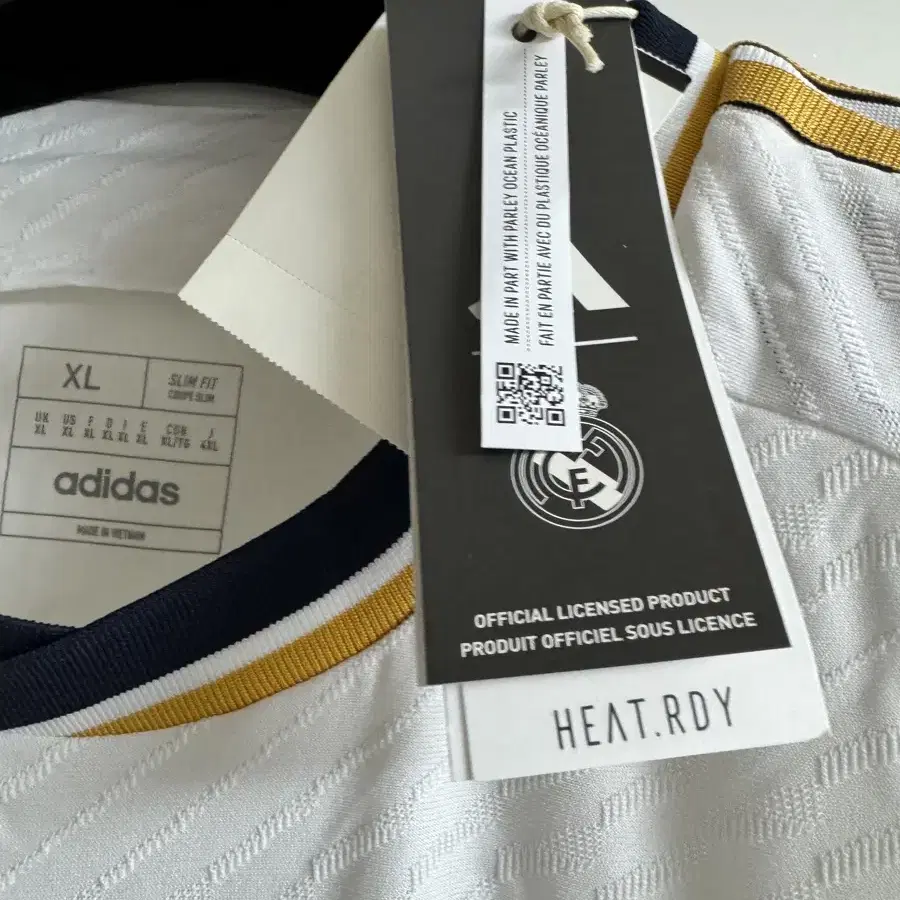 MADE IN PART WITH PARLEY OCEAN PLASTIC
FAIT EN PARTIE AVEC DU PLASTIQUE OCÉANIQUE PARLEY
XL
SLIM FIT
COUPE SLIM
UK US F D I E CDN J
XL XL XL XL XL XL XL/TG 4XL
adidas
MADE IN VIETNAM
OFFICIAL LICENSED PRODUCT
PRODUIT OFFICIEL SOUS LICENCE
HEAT.RDY